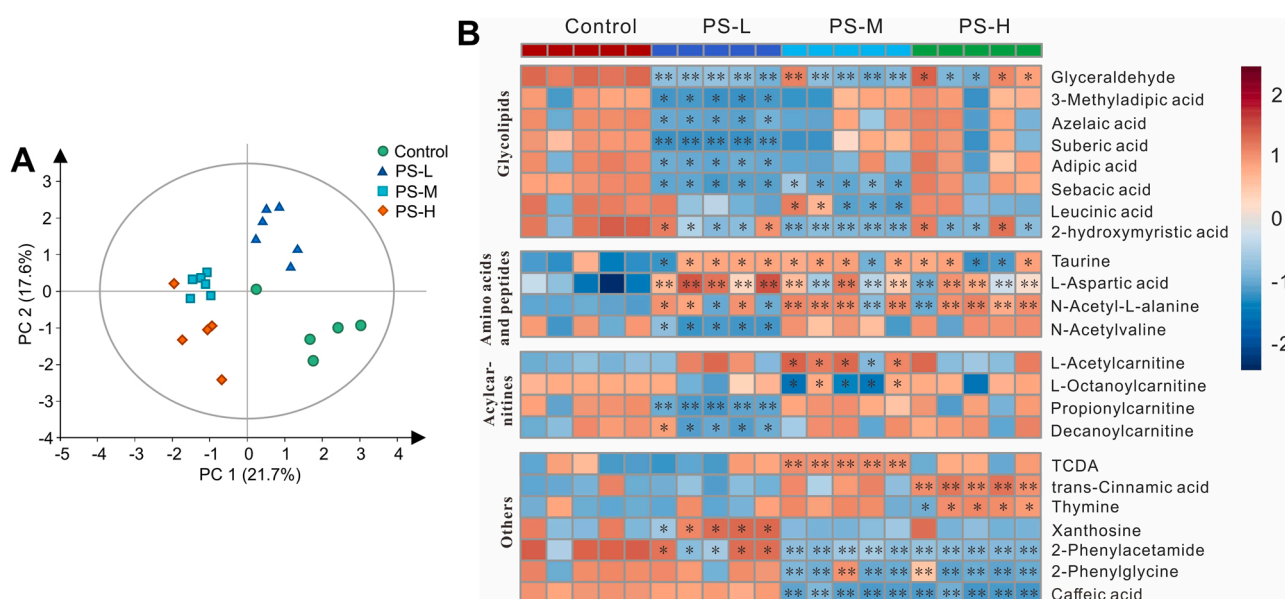 A
Control
PS-L
PS-M
PS-H
3
2
1
0
-1
-2
-3
-4
-5 -4 -3 -2 -1 0 1 2 3 4
PC 2 (17.6%)
PC 1 (21.7%)
B
Control PS-L PS-M PS-H
Glycolipids
** ** ** ** ** ** ** ** ** ** * * * * * Glyceraldehyde
* * * * * 3-Methyladipic acid
* * * * * Azelaic acid
** ** ** ** ** Suberic acid
* * * * * Adipic acid
* * * * * * * * * * Sebacic acid
* * * * * Leucinic acid
* * * * * ** ** ** ** ** * * * * * 2-hydroxymyristic acid
Amino acids
and peptides
* * * * * * * * * * * * * * * Taurine
** ** ** ** ** ** ** ** ** ** ** ** ** ** ** L-Aspartic acid
* * * * * ** ** ** ** ** ** ** ** ** ** N-Acetyl-L-alanine
* * * * * N-Acetylvaline
Acylcar-
nitines
* * * * * L-Acetylcarnitine
* * * * * L-Octanoylcarnitine
** ** ** ** ** Propionylcarnitine
* * * * * Decanoylcarnitine
Others
** ** ** ** ** TCDA
** ** ** ** ** trans-Cinnamic acid
* * * * * Thymine
* * * * * Xanthosine
* * * * * ** ** ** ** ** ** ** ** ** ** 2-Phenylacetamide
** ** ** ** ** ** ** ** ** ** 2-Phenylglycine
** ** ** ** ** ** ** ** ** ** Caffeic acid
2
1
0
-1
-2